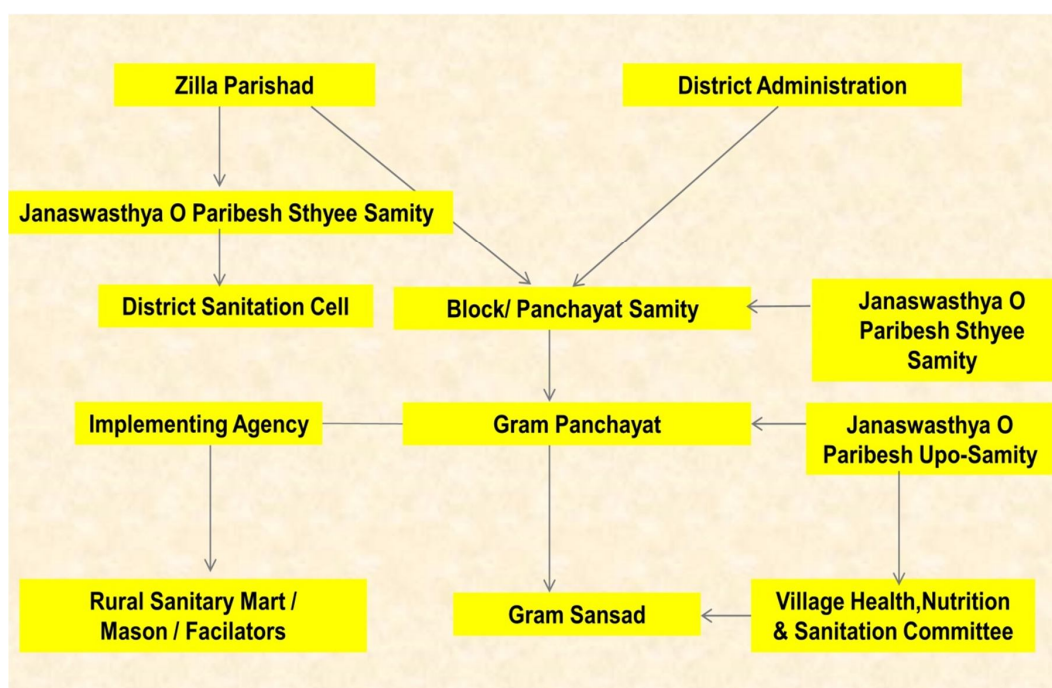 Zilla Parishad
District Administration
Janaswasthya O Paribesh Sthyee Samity
District Sanitation Cell
Block/ Panchayat Samity
Janaswasthya O
Paribesh Sthyee
Samity
Implementing Agency
Gram Panchayat
Janaswasthya O
Paribesh Upo-Samity
Rural Sanitary Mart /
Mason / Facilators
Gram Sansad
Village Health,Nutrition
& Sanitation Committee